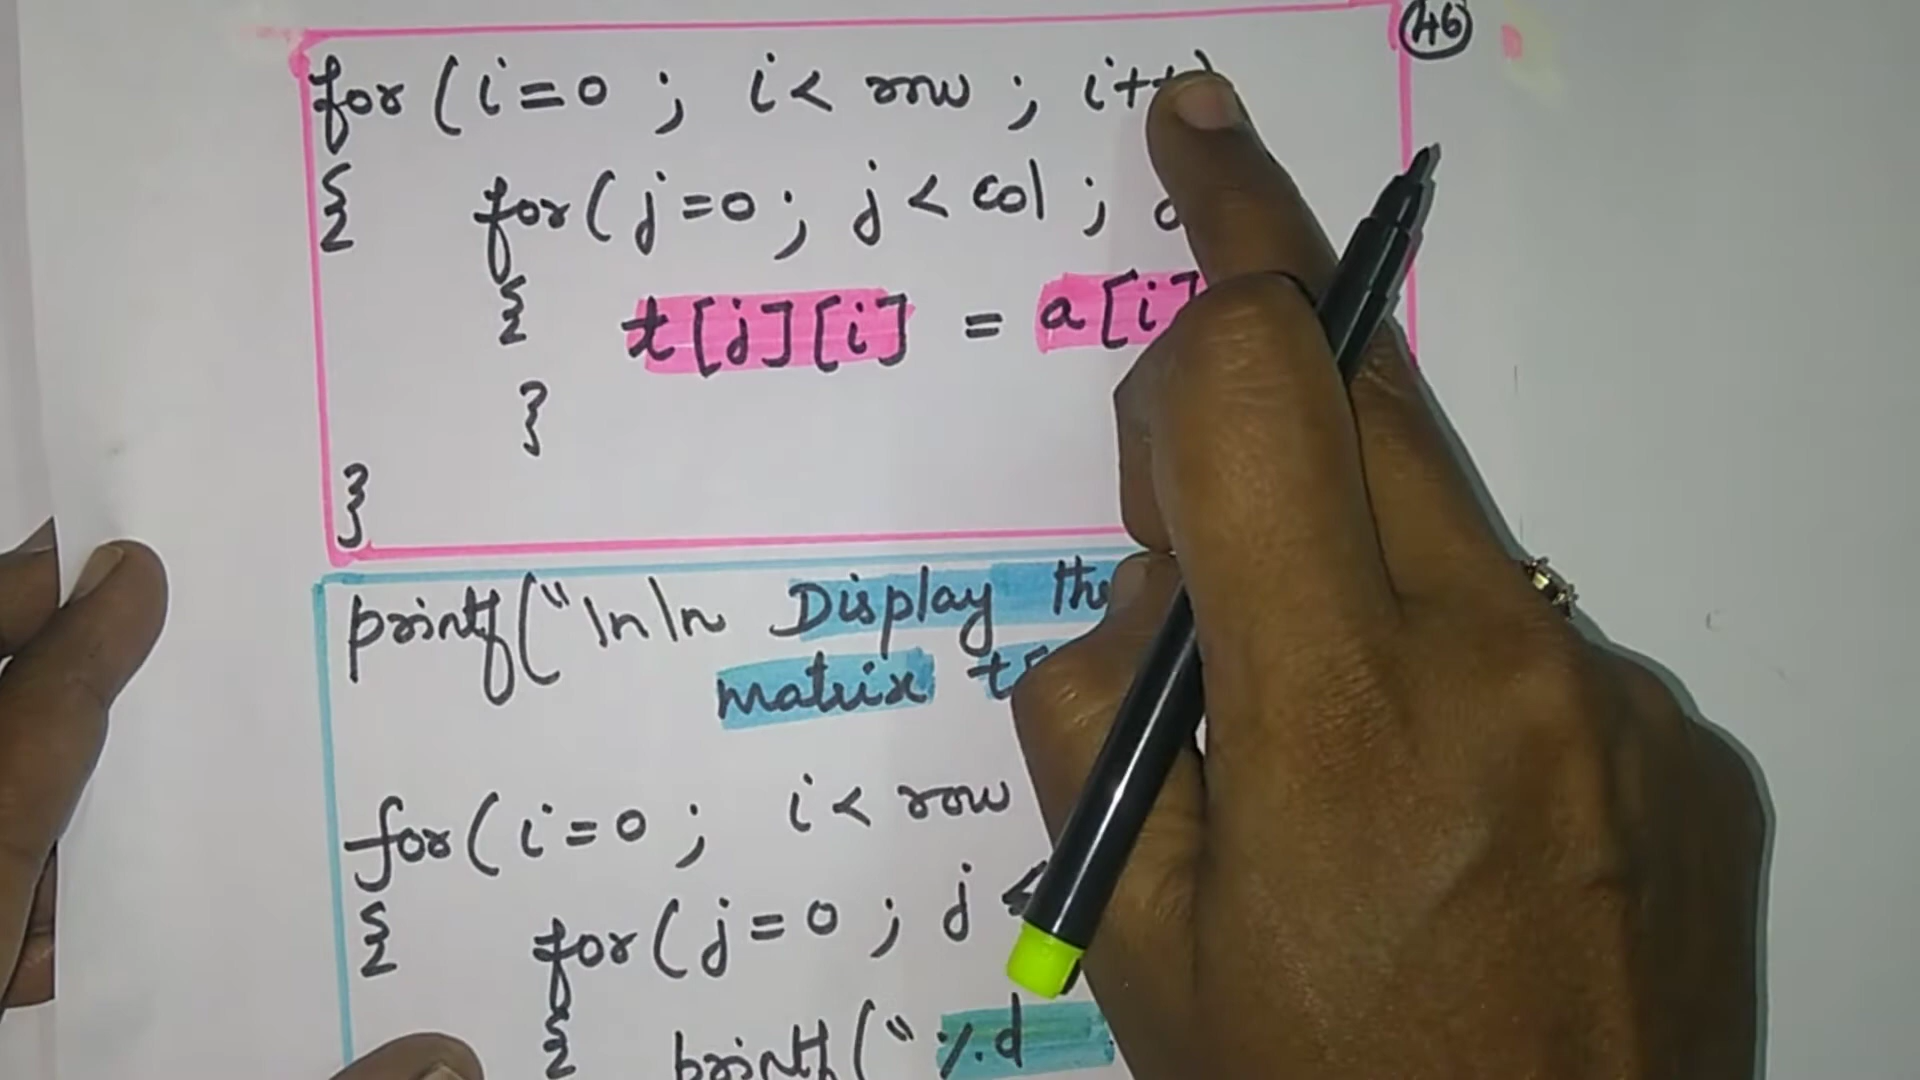 46
for ( i = 0 ; i < row ; i++)
{ for ( j = 0 ; j < col ;
{ t[j][i] = a[i]
}
}
printf("\n\n Display the
matrix
for ( i = 0 ; i < row
{ for ( j = 0 ; j <
{ printf("%d